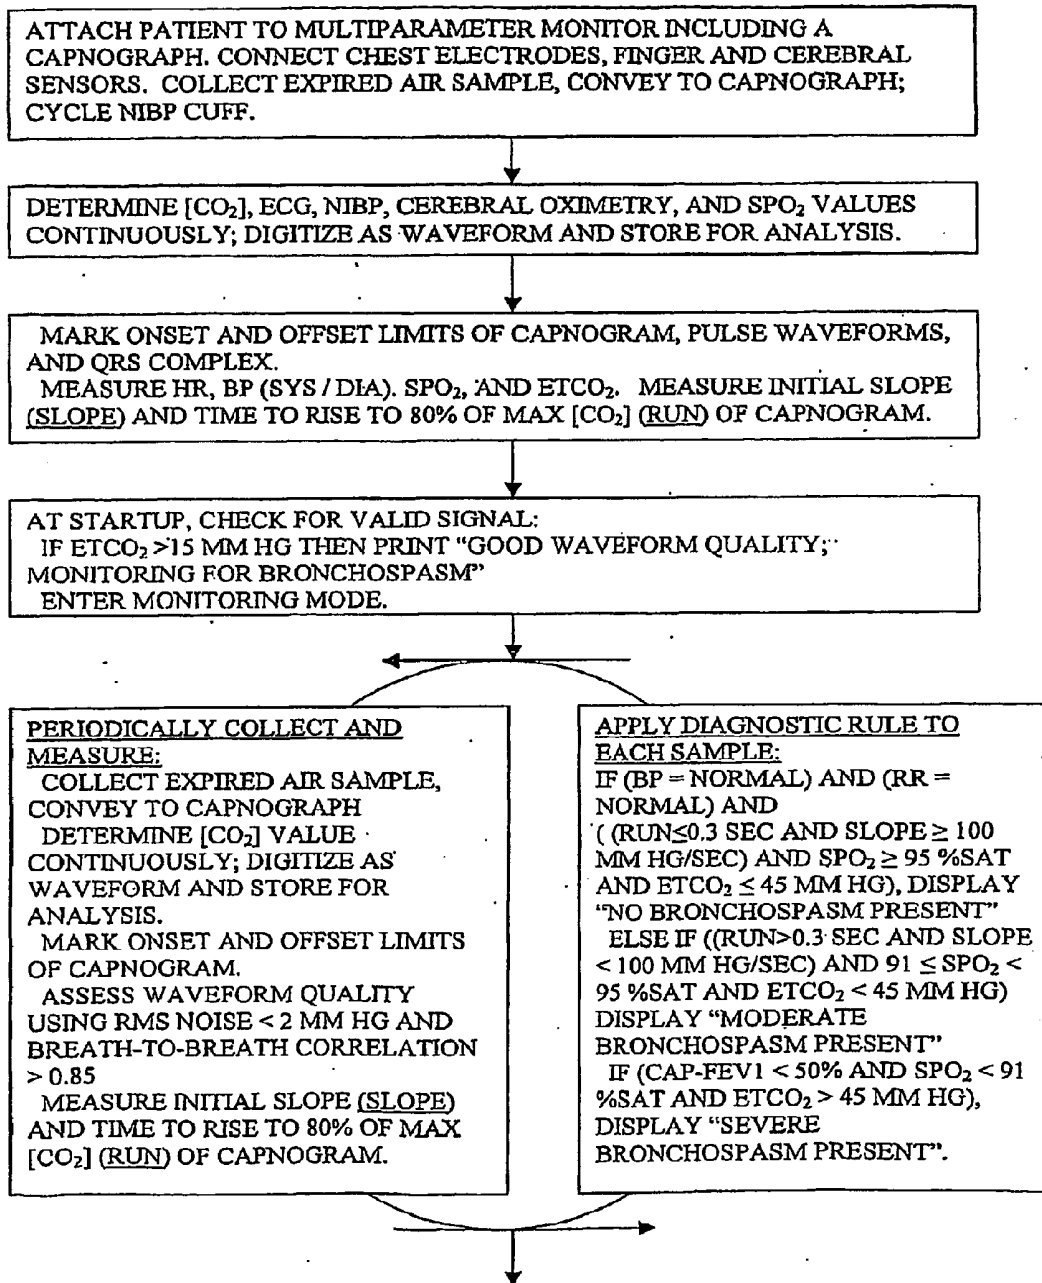 ATTACH PATIENT TO MULTIPARAMETER MONITOR INCLUDING A
CAPNOGRAPH. CONNECT CHEST ELECTRODES, FINGER AND CEREBRAL
SENSORS. COLLECT EXPIRED AIR SAMPLE, CONVEY TO CAPNOGRAPH;
CYCLE NIBP CUFF.
DETERMINE [CO₂], ECG, NIBP, CEREBRAL OXIMETRY, AND SPO₂ VALUES
CONTINUOUSLY; DIGITIZE AS WAVEFORM AND STORE FOR ANALYSIS.
MARK ONSET AND OFFSET LIMITS OF CAPNOGRAM, PULSE WAVEFORMS,
AND QRS COMPLEX.
MEASURE HR, BP (SYS / DIA). SPO₂, AND ETCO₂. MEASURE INITIAL SLOPE
(SLOPE) AND TIME TO RISE TO 80% OF MAX [CO₂] (RUN) OF CAPNOGRAM.
AT STARTUP, CHECK FOR VALID SIGNAL:
IF ETCO₂ >15 MM HG THEN PRINT “GOOD WAVEFORM QUALITY;
MONITORING FOR BRONCHOSPASM”
ENTER MONITORING MODE.
PERIODICALLY COLLECT AND
MEASURE:
COLLECT EXPIRED AIR SAMPLE,
CONVEY TO CAPNOGRAPH
DETERMINE [CO₂] VALUE
CONTINUOUSLY; DIGITIZE AS
WAVEFORM AND STORE FOR
ANALYSIS.
MARK ONSET AND OFFSET LIMITS
OF CAPNOGRAM.
ASSESS WAVEFORM QUALITY
USING RMS NOISE < 2 MM HG AND
BREATH-TO-BREATH CORRELATION
> 0.85
MEASURE INITIAL SLOPE (SLOPE)
AND TIME TO RISE TO 80% OF MAX
[CO₂] (RUN) OF CAPNOGRAM.
APPLY DIAGNOSTIC RULE TO
EACH SAMPLE:
IF (BP = NORMAL) AND (RR =
NORMAL) AND
( (RUN≤0.3 SEC AND SLOPE ≥ 100
MM HG/SEC) AND SPO₂ ≥ 95 %SAT
AND ETCO₂ ≤ 45 MM HG), DISPLAY
“NO BRONCHOSPASM PRESENT”
ELSE IF ((RUN>0.3 SEC AND SLOPE
< 100 MM HG/SEC) AND 91 ≤ SPO₂ <
95 %SAT AND ETCO₂ < 45 MM HG)
DISPLAY “MODERATE
BRONCHOSPASM PRESENT”
IF (CAP-FEV1 < 50% AND SPO₂ < 91
%SAT AND ETCO₂ > 45 MM HG),
DISPLAY “SEVERE
BRONCHOSPASM PRESENT”.